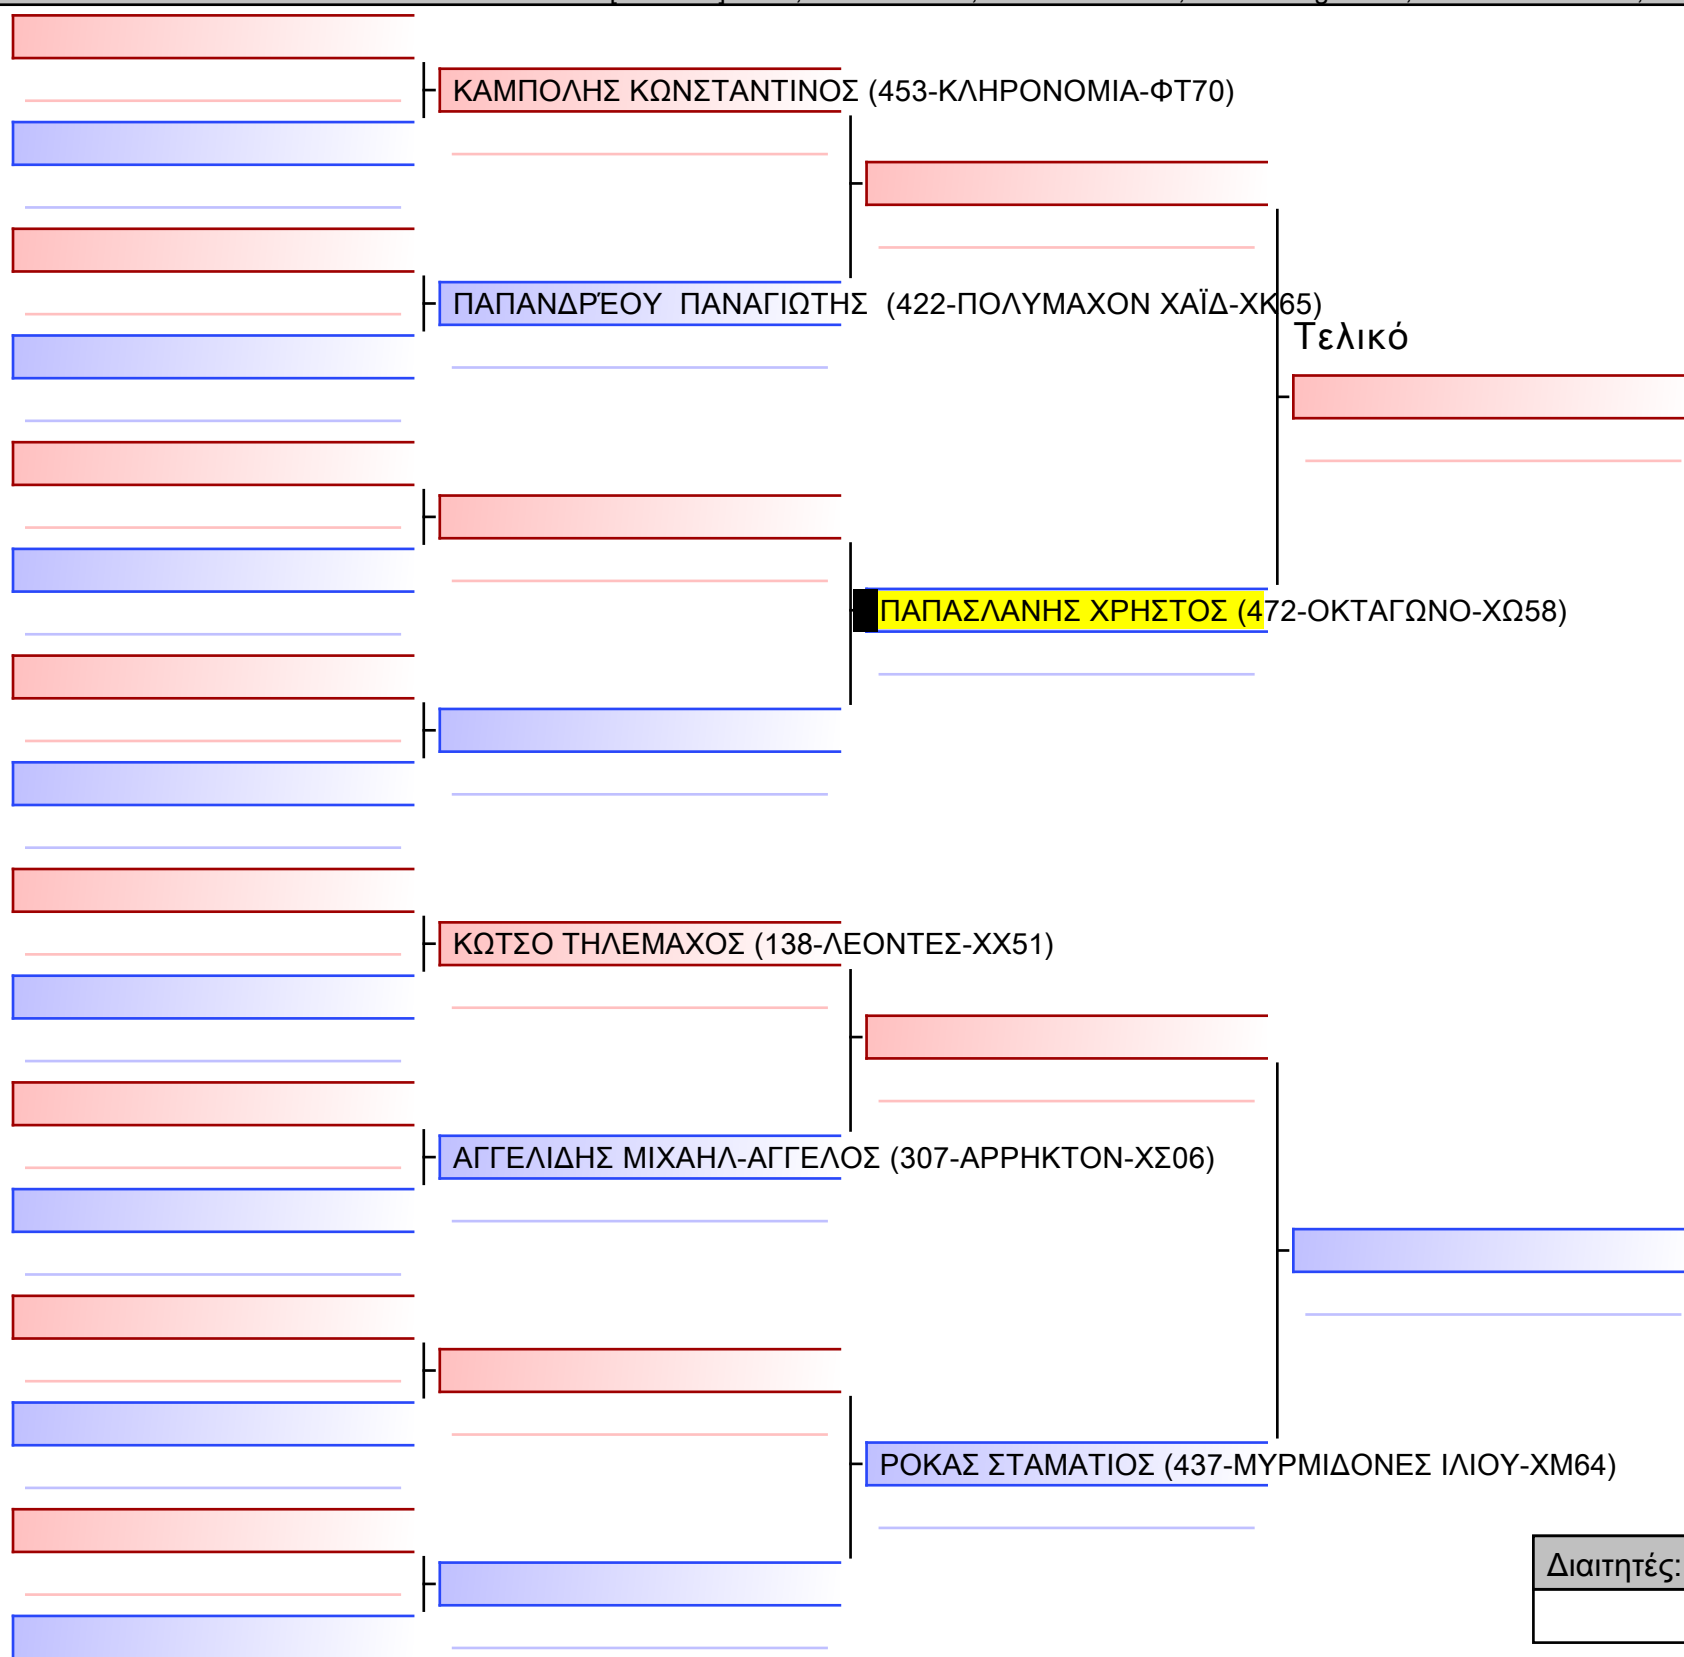 ΚΑΜΠΟΛΗΣ ΚΩΝΣΤΑΝΤΙΝΟΣ (453-ΚΛΗΡΟΝΟΜΙΑ-ΦΤ70)
ΠΑΠΑΝΔΡΈΟΥ  ΠΑΝΑΓΙΩΤΗΣ  (422-ΠΟΛΥΜΑΧΟΝ ΧΑΪΔ-ΧΚ65)
Τελικό
ΠΑΠΑΣΛΑΝΗΣ ΧΡΗΣΤΟΣ (472-ΟΚΤΑΓΩΝΟ-ΧΩ58)
ΚΩΤΣΟ ΤΗΛΕΜΑΧΟΣ (138-ΛΕΟΝΤΕΣ-ΧΧ51)
ΑΓΓΕΛΙΔΗΣ ΜΙΧΑΗΛ-ΑΓΓΕΛΟΣ (307-ΑΡΡΗΚΤΟΝ-ΧΣ06)
ΡΟΚΑΣ ΣΤΑΜΑΤΙΟΣ (437-ΜΥΡΜΙΔΟΝΕΣ ΙΛΙΟΥ-ΧΜ64)
Διαιτητές: